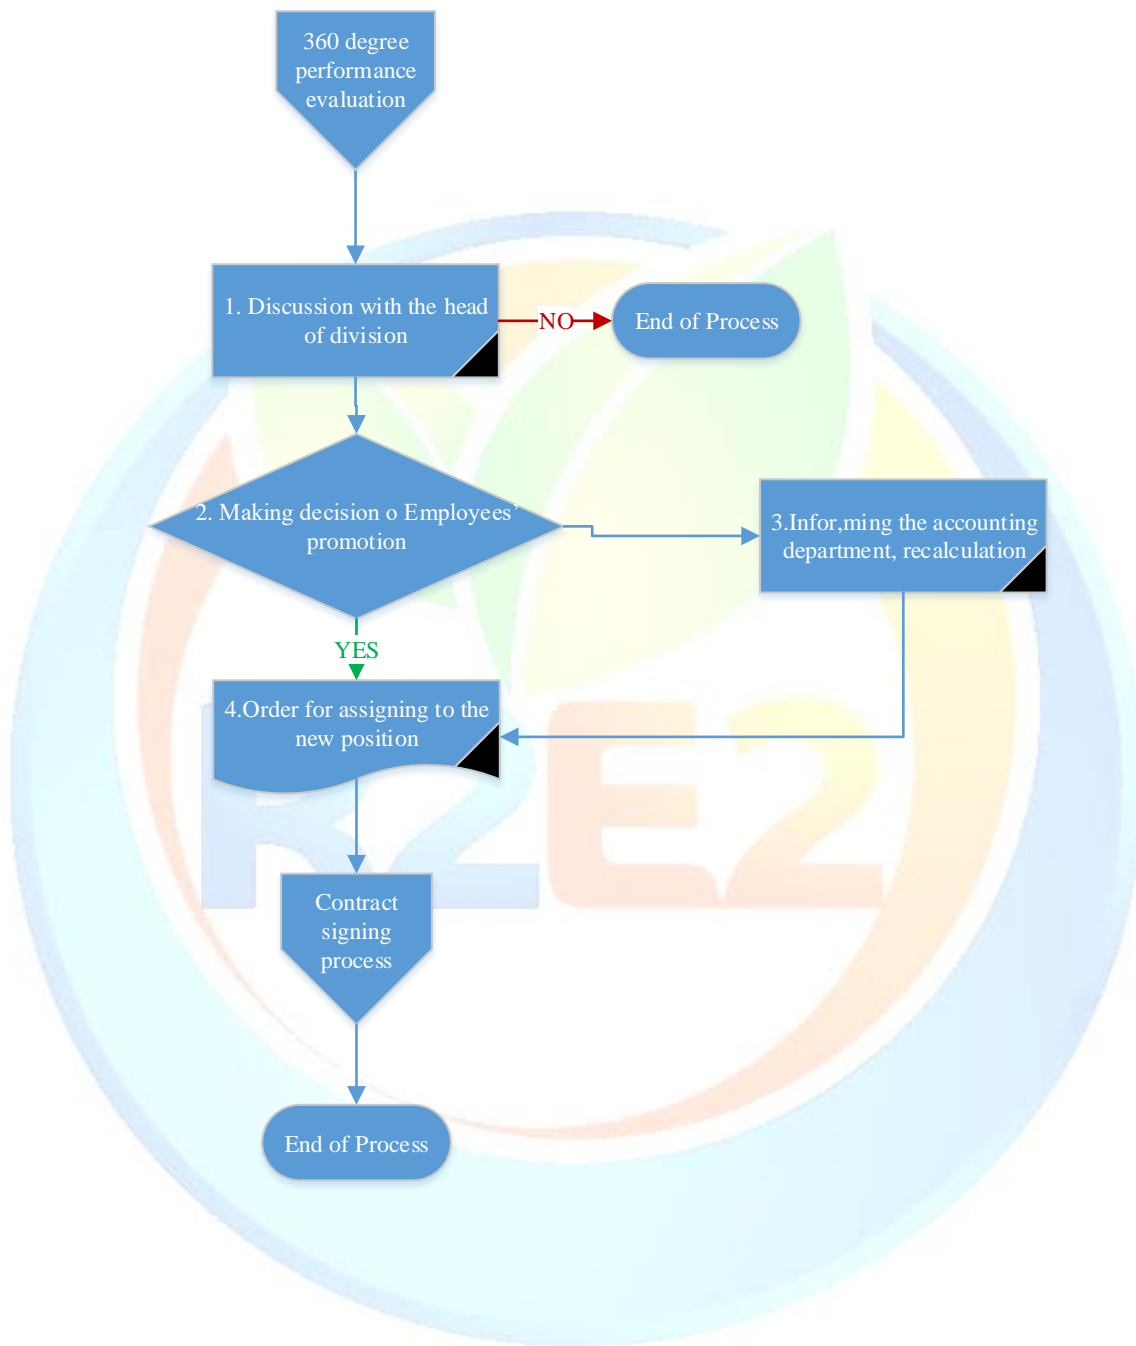 360 degree
performance
evaluation
1. Discussion with the head
of division
NO
End of Process
2. Making decision o Employees’
promotion
3.Infor,ming the accounting
department, recalculation
YES
4.Order for assigning to the
new position
R2E2
Contract
signing
process
End of Process